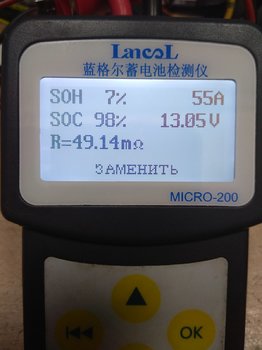 Lancol
蓝格尔蓄电池检测仪
SOH 7% 55A
SOC 98% 13.05V
R=49.14mΩ
ЗАМЕНИТЬ
MICRO-200
OK